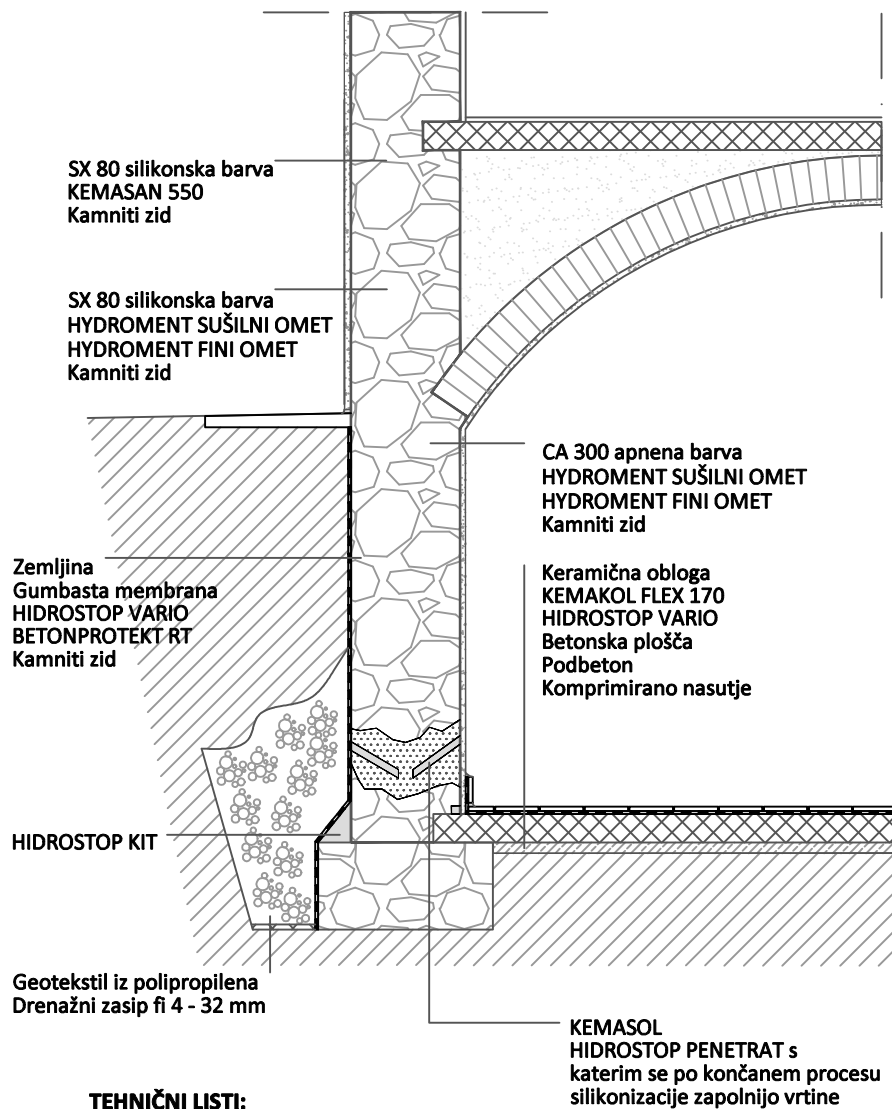 SX 80 silikonska barva
KEMASAN 550
Kamniti zid
SX 80 silikonska barva
HYDROMENT SUŠILNI OMET
HYDROMENT FINI OMET
Kamniti zid
CA 300 apnena barva
HYDROMENT SUŠILNI OMET
HYDROMENT FINI OMET
Kamniti zid
Zemljina
Gumbasta membrana
HIDROSTOP VARIO
BETONPROTEKT RT
Kamniti zid
Keramična obloga
KEMAKOL FLEX 170
HIDROSTOP VARIO
Betonska plošča
Podbeton
Komprimirano nasutje
HIDROSTOP KIT
Geotekstil iz polipropilena
Drenažni zasip fi 4 - 32 mm
KEMASOL
HIDROSTOP PENETRAT s
katerim se po končanem procesu
silikonizacije zapolnijo vrtine
TEHNIČNI LISTI: